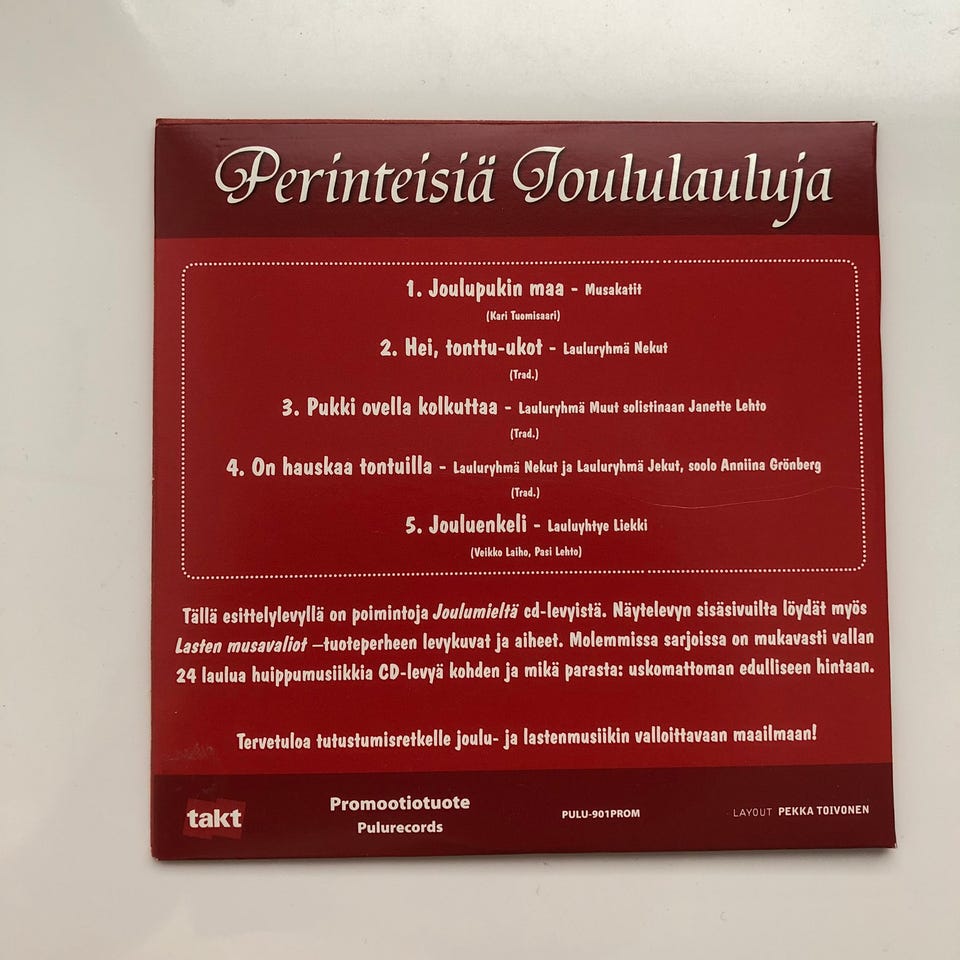 Perinteisiä Joululauluja
1. Joulupukin maa - Musakatit
(Kari Tuomisaari)
2. Hei, tonttu-ukot - Lauluryhmä Nekut
(Trad.)
3. Pukki ovella kolkuttaa - Lauluryhmä Muut solistinaan Janette Lehto
(Trad.)
4. On hauskaa tontuilla - Lauluryhmä Nekut ja Lauluryhmä Jekut, soolo Anniina Grönberg
(Trad.)
5. Jouluenkeli - Lauluyhtye Liekki
(Veikko Laiho, Pasi Lehto)
Tällä esittelylevyllä on poimintoja Joulumieltä cd-levyistä. Näytelevyn sisäsivuilta löydät myös
Lasten musavaliot –tuoteperheen levykuvat ja aiheet. Molemmissa sarjoissa on mukavasti vallan
24 laulua huippumusiikkia CD-levyä kohden ja mikä parasta: uskomattoman edulliseen hintaan.
Tervetuloa tutustumisretkelle joulu- ja lastenmusiikin valloittavaan maailmaan!
takt
Promootiotuote
Pulurecords
PULU-901PROM
LAYOUT PEKKA TOIVONEN